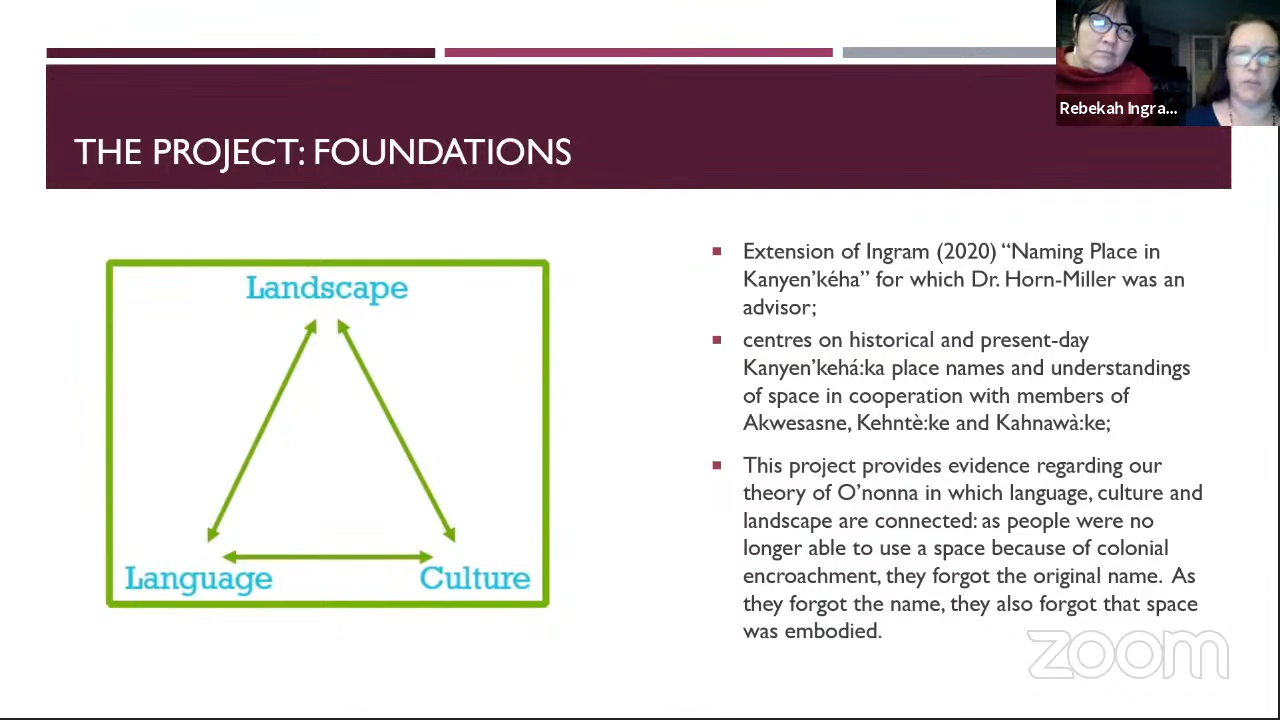 Rebekah Ingra...
THE PROJECT: FOUNDATIONS
Landscape
Language
Culture
Extension of Ingram (2020) “Naming Place in
Kanyen’kéha” for which Dr. Horn-Miller was an
advisor;
centres on historical and present-day
Kanyen’kehá:ka place names and understandings
of space in cooperation with members of
Akwesasne, Kehntè:ke and Kahnawà:ke;
This project provides evidence regarding our
theory of O’nonna in which language, culture and
landscape are connected: as people were no
longer able to use a space because of colonial
encroachment, they forgot the original name. As
they forgot the name, they also forgot that space
was embodied.
zoom